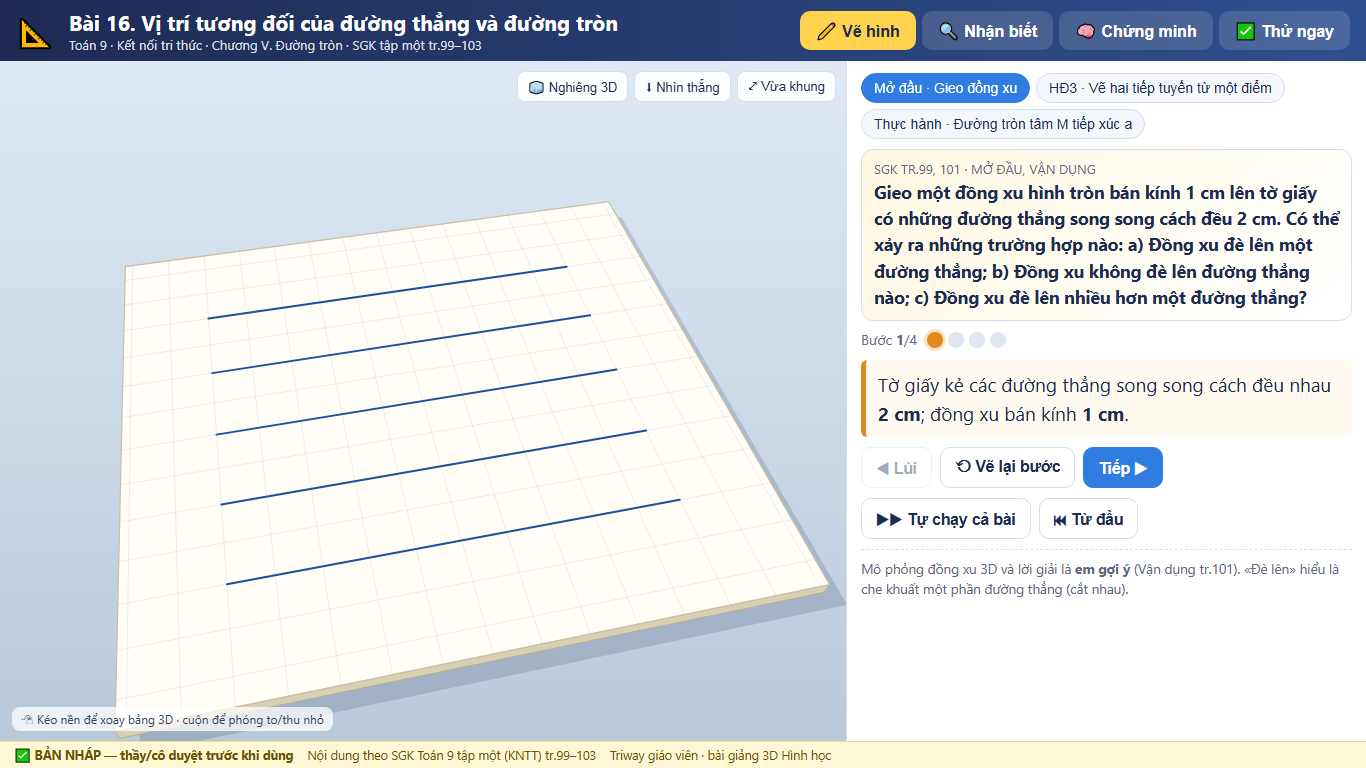 Bài 16. Vị trí tương đối của đường thẳng và đường tròn
Toán 9 · Kết nối tri thức · Chương V. Đường tròn · SGK tập một tr.99–103
Vẽ hình
Nhận biết
Chứng minh
Thử ngay
Nghiêng 3D
Nhìn thẳng
Vừa khung
Mở đầu · Gieo đồng xu
HĐ3 · Vẽ hai tiếp tuyến từ một điểm
Thực hành · Đường tròn tâm M tiếp xúc a
SGK TR.99, 101 · MỞ ĐẦU, VẬN DỤNG
Gieo một đồng xu hình tròn bán kính 1 cm lên tờ giấy
có những đường thẳng song song cách đều 2 cm. Có thể
xảy ra những trường hợp nào: a) Đồng xu đè lên một
đường thẳng; b) Đồng xu không đè lên đường thẳng
nào; c) Đồng xu đè lên nhiều hơn một đường thẳng?
Bước 1/4
Tờ giấy kẻ các đường thẳng song song cách đều nhau
2 cm; đồng xu bán kính 1 cm.
◀ Lùi
Vẽ lại bước
Tiếp ▶
▶▶ Tự chạy cả bài
⏮ Từ đầu
Mô phỏng đồng xu 3D và lời giải là em gợi ý (Vận dụng tr.101). «Đè lên» hiểu là
che khuất một phần đường thẳng (cắt nhau).
Kéo nền để xoay bảng 3D · cuộn để phóng to/thu nhỏ
✅ BẢN NHÁP — thầy/cô duyệt trước khi dùng
Nội dung theo SGK Toán 9 tập một (KNTT) tr.99–103
Triway giáo viên · bài giảng 3D Hình học